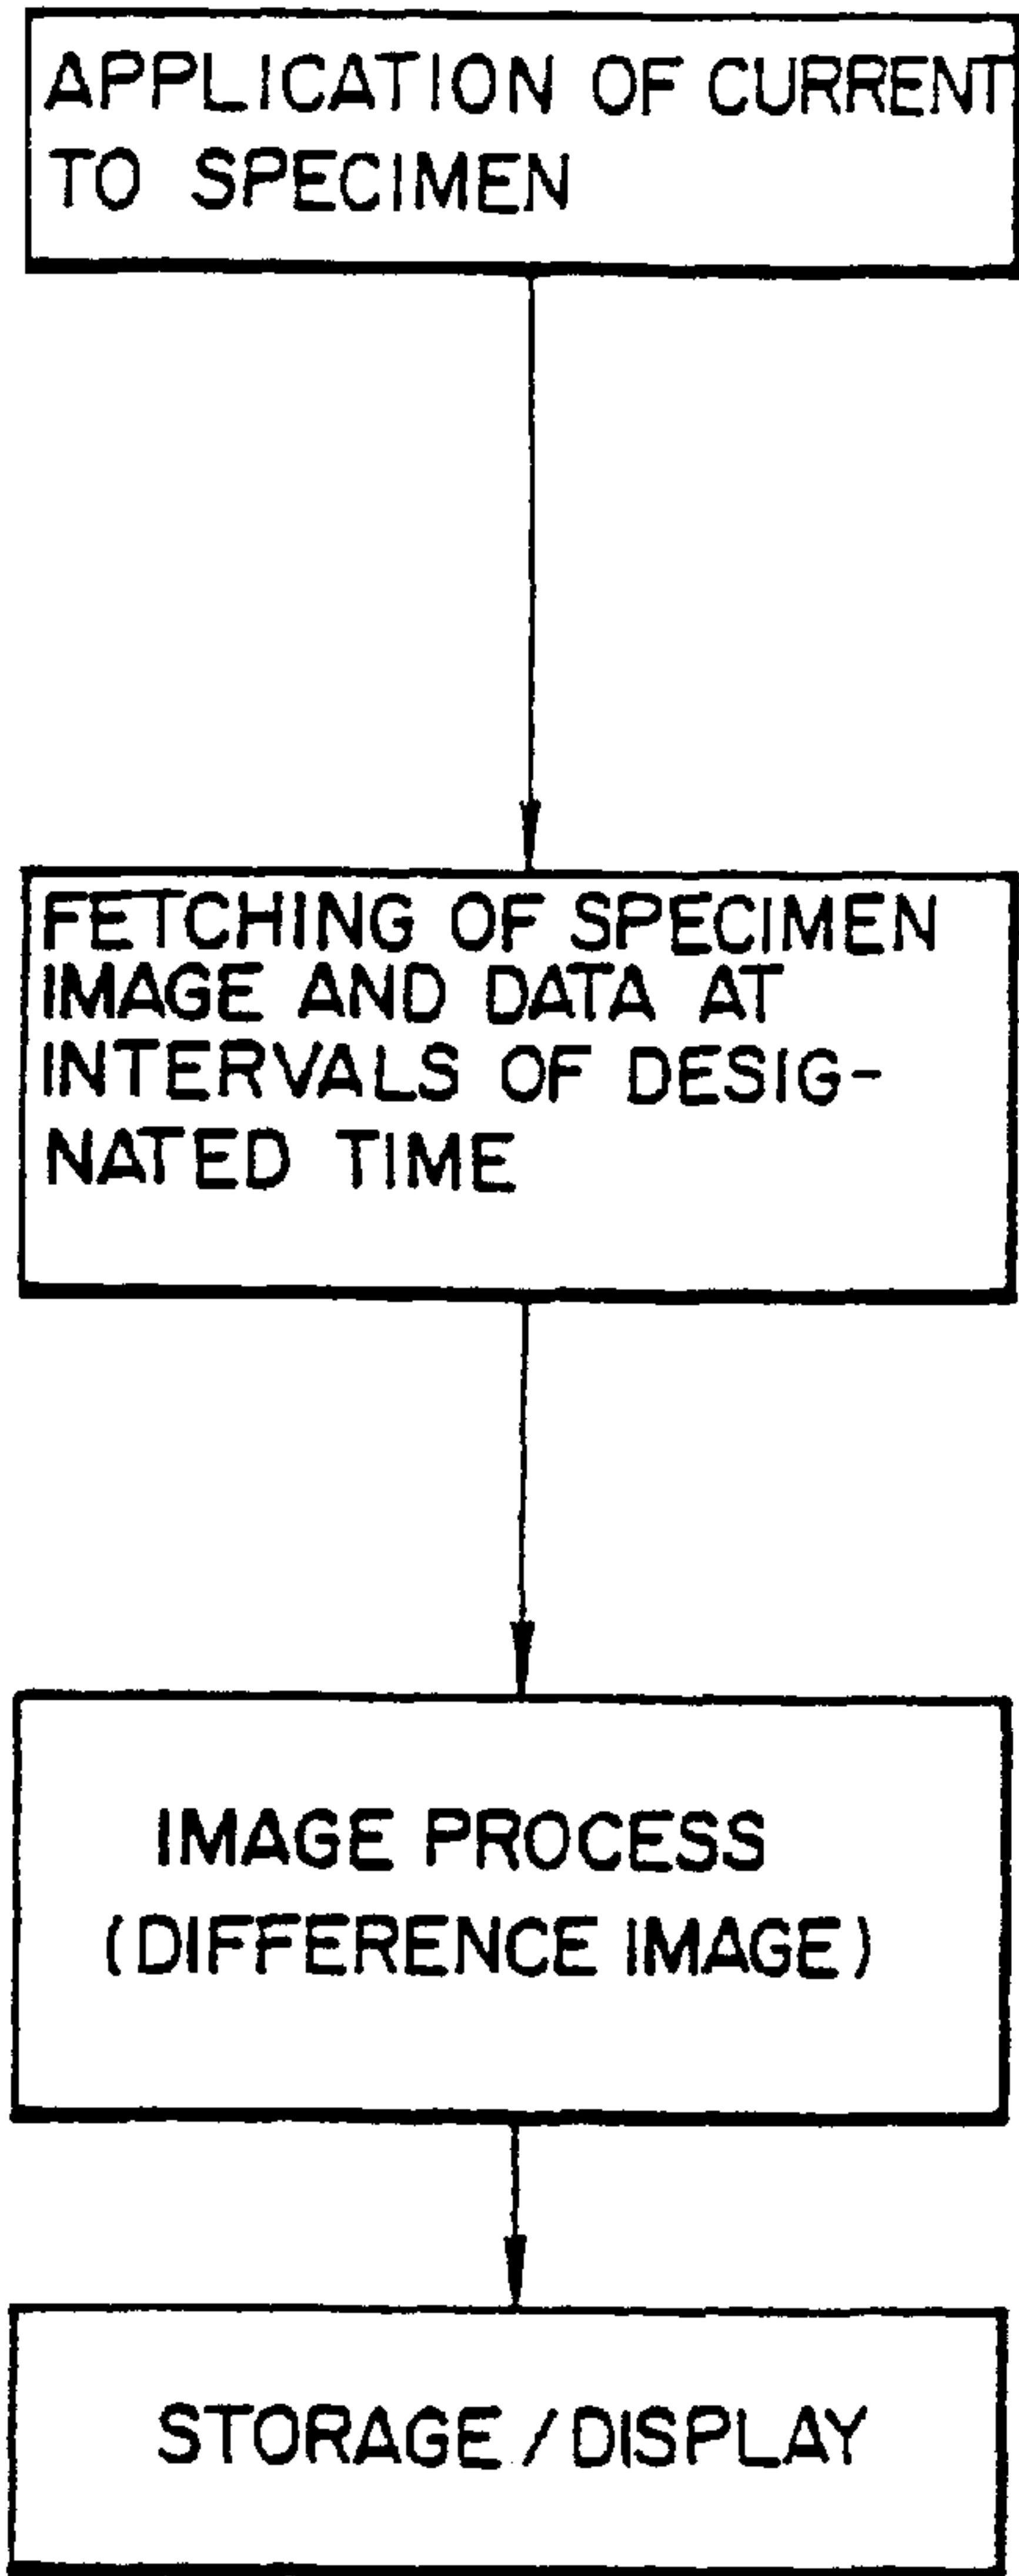 APPLICATION OF CURRENT
TO SPECIMEN
FETCHING OF SPECIMEN
IMAGE AND DATA AT
INTERVALS OF DESIG-
NATED TIME
IMAGE PROCESS
(DIFFERENCE IMAGE)
STORAGE / DISPLAY